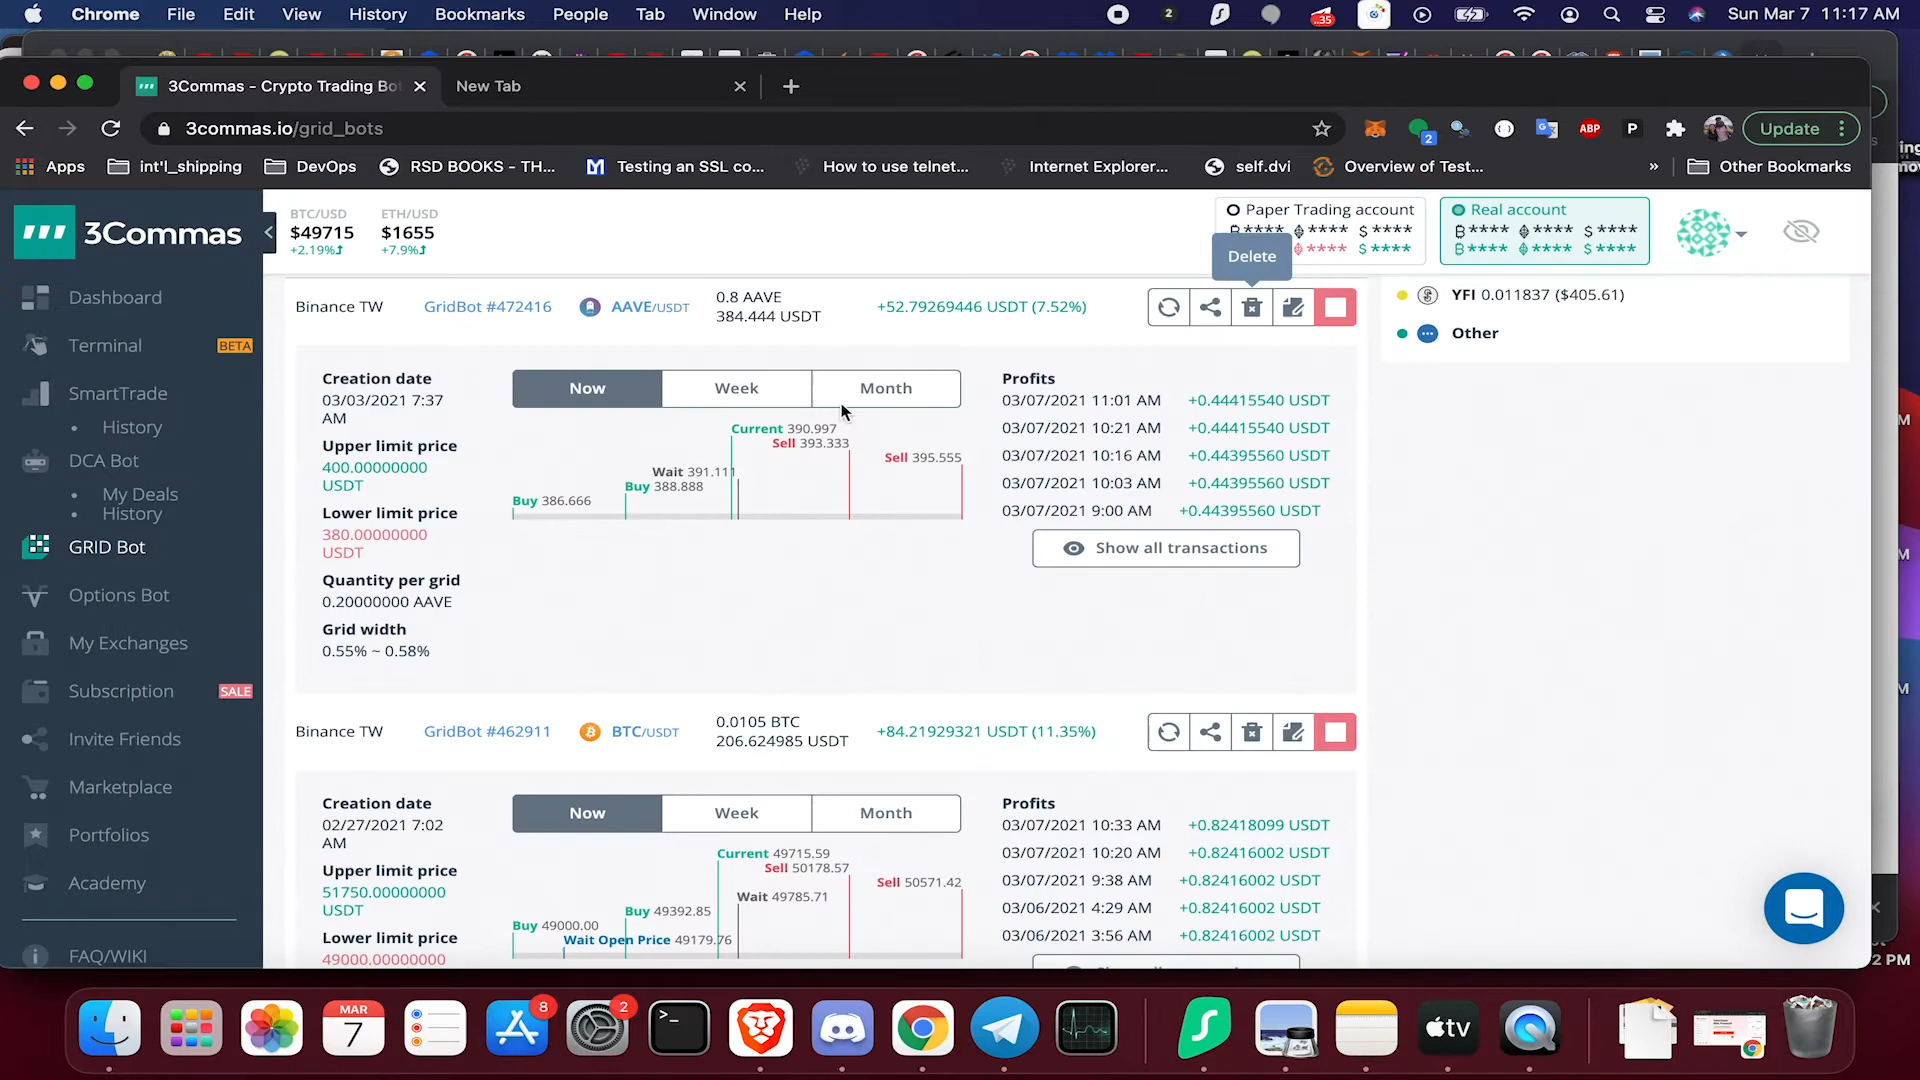 Chrome File Edit View History Bookmarks People Tab Window Help
2
.35
Sun Mar 7 11:17 AM
3Commas - Crypto Trading Bo
New Tab
3commas.io/grid_bots
2
ABP
P
Update
Apps
int'l_shipping
DevOps
RSD BOOKS - TH...
Testing an SSL co...
How to use telnet...
Internet Explorer...
self.dvi
Overview of Test...
»
Other Bookmarks
3Commas
BTC/USD
$49715
+2.19%
ETH/USD
$1655
+7.9%
Paper Trading account
**** **** $ ****
**** $ ****
Real account
**** **** $ ****
**** **** $ ****
Delete
Dashboard
Terminal BETA
SmartTrade
• History
DCA Bot
• My Deals
• History
GRID Bot
Options Bot
My Exchanges
Subscription SALE
Invite Friends
Marketplace
Portfolios
Academy
FAQ/WIKI
Binance TW GridBot #472416 AAVE/USDT
0.8 AAVE
384.444 USDT
+52.79269446 USDT (7.52%)
Creation date
03/03/2021 7:37
AM
Upper limit price
400.00000000
USDT
Lower limit price
380.00000000
USDT
Quantity per grid
0.20000000 AAVE
Grid width
0.55% ~ 0.58%
Now Week Month
Current 390.997
Sell 393.333
Sell 395.555
Wait 391.111
Buy 388.888
Buy 386.666
Profits
03/07/2021 11:01 AM +0.44415540 USDT
03/07/2021 10:21 AM +0.44415540 USDT
03/07/2021 10:16 AM +0.44395560 USDT
03/07/2021 10:03 AM +0.44395560 USDT
03/07/2021 9:00 AM +0.44395560 USDT
Show all transactions
YFI 0.011837 ($405.61)
Other
Binance TW GridBot #462911 BTC/USDT
0.0105 BTC
206.624985 USDT
+84.21929321 USDT (11.35%)
Creation date
02/27/2021 7:02
AM
Upper limit price
51750.00000000
USDT
Lower limit price
49000.00000000
Now Week Month
Current 49715.59
Sell 50178.57
Sell 50571.42
Wait 49785.71
Buy 49392.85
Buy 49000.00
Wait Open Price 49179.76
Profits
03/07/2021 10:33 AM +0.82418099 USDT
03/07/2021 10:20 AM +0.82416002 USDT
03/07/2021 9:38 AM +0.82416002 USDT
03/06/2021 4:29 AM +0.82416002 USDT
03/06/2021 3:56 AM +0.82416002 USDT
2 PM
MAR
7
8
2
tv